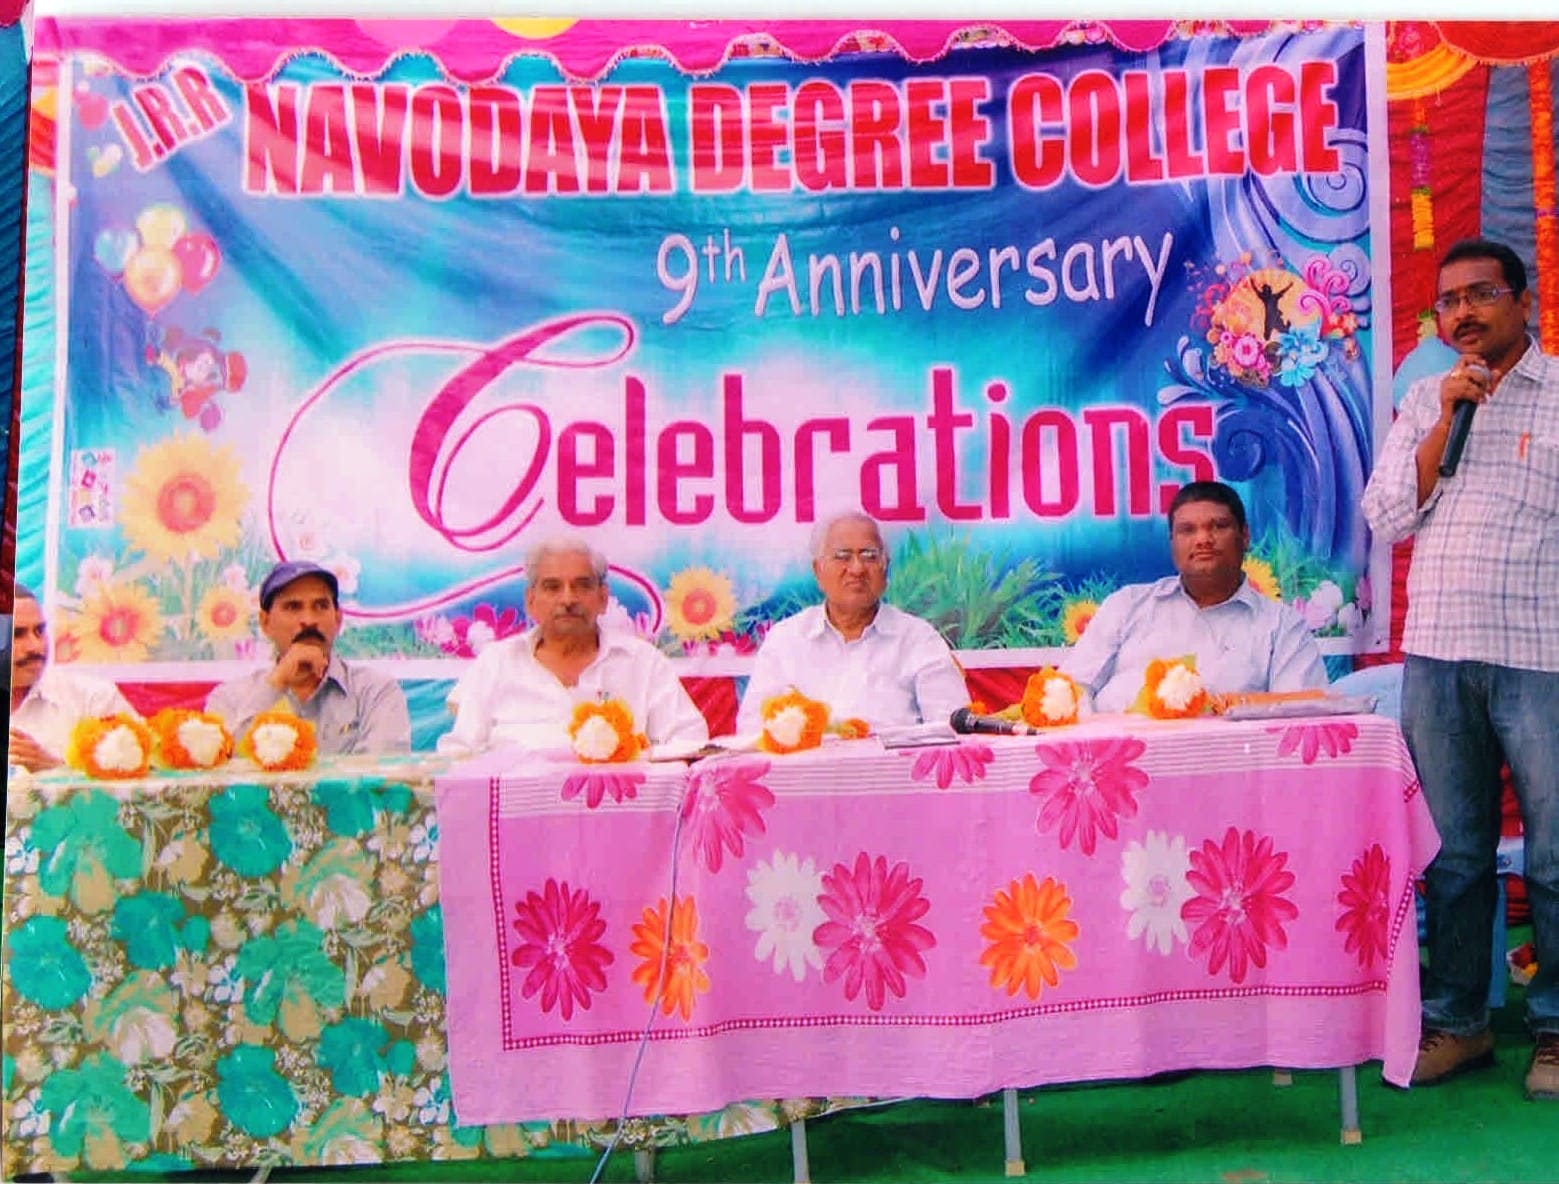 J.R.R
NAVODAYA DEGREE COLLEGE
9th Anniversary
Celebrations